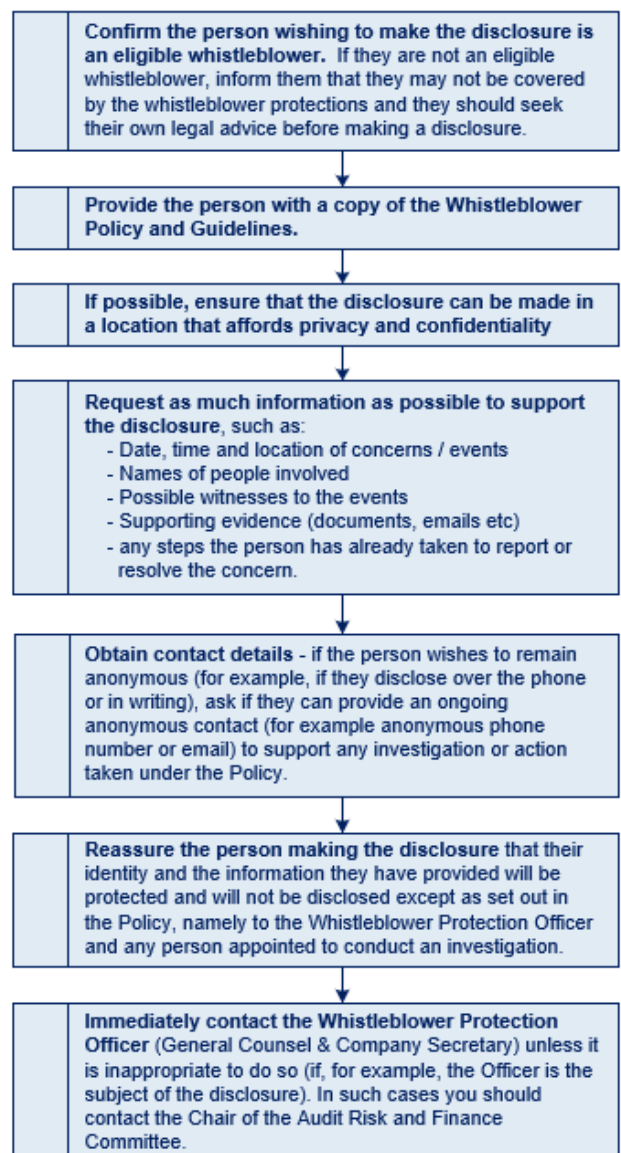 Confirm the person wishing to make the disclosure is
an eligible whistleblower.  If they are not an eligible
whistleblower, inform them that they may not be covered
by the whistleblower protections and they should seek
their own legal advice before making a disclosure.
Provide the person with a copy of the Whistleblower
Policy and Guidelines.
If possible, ensure that the disclosure can be made in
a location that affords privacy and confidentiality
Request as much information as possible to support
the disclosure, such as:
- Date, time and location of concerns / events
- Names of people involved
- Possible witnesses to the events
- Supporting evidence (documents, emails etc)
- any steps the person has already taken to report or
resolve the concern.
Obtain contact details - if the person wishes to remain
anonymous (for example, if they disclose over the phone
or in writing), ask if they can provide an ongoing
anonymous contact (for example anonymous phone
number or email) to support any investigation or action
taken under the Policy.
Reassure the person making the disclosure that their
identity and the information they have provided will be
protected and will not be disclosed except as set out in
the Policy, namely to the Whistleblower Protection Officer
and any person appointed to conduct an investigation.
Immediately contact the Whistleblower Protection
Officer (General Counsel & Company Secretary) unless it
is inappropriate to do so (if, for example, the Officer is the
subject of the disclosure). In such cases you should
contact the Chair of the Audit Risk and Finance
Committee.